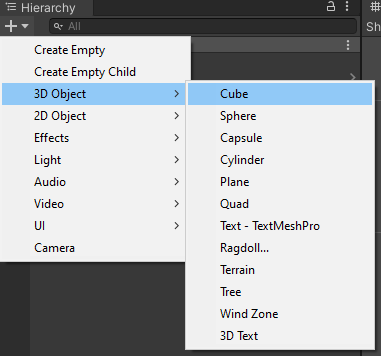 Hierarchy
All
Sh
Create Empty
Create Empty Child
3D Object
2D Object
Effects
Light
Audio
Video
UI
Camera
Cube
Sphere
Capsule
Cylinder
Plane
Quad
Text - TextMeshPro
Ragdoll...
Terrain
Tree
Wind Zone
3D Text